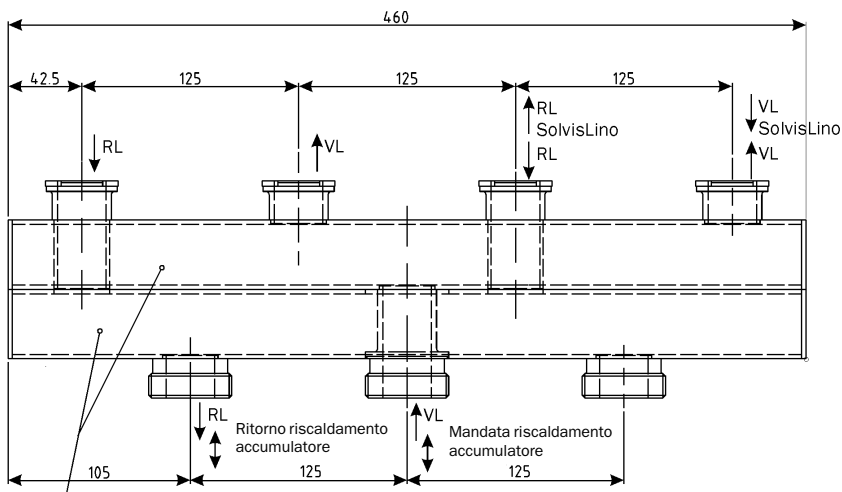 460
42.5
125
125
125
RL
VL
RL
SolvisLino
RL
VL
SolvisLino
VL
RL
Ritorno riscaldamento
accumulatore
VL
Mandata riscaldamento
accumulatore
105
125
125